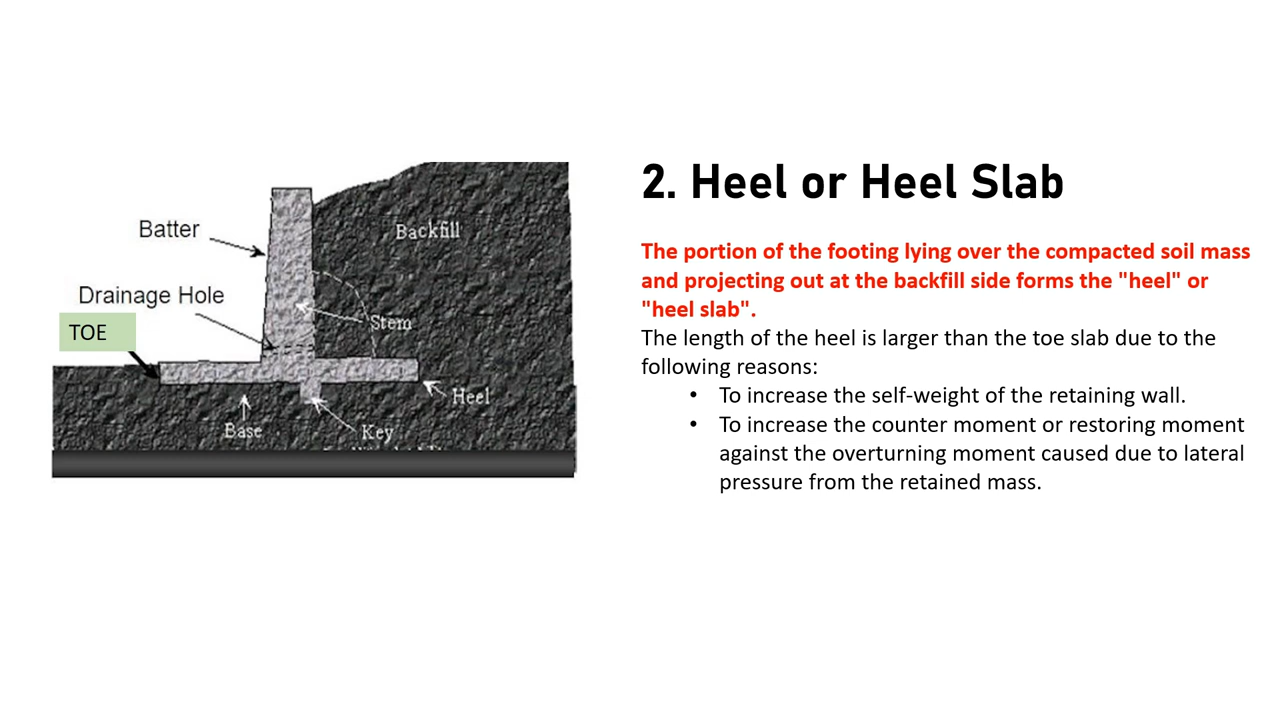 2. Heel or Heel Slab
Batter
Backfill
Drainage Hole
TOE
Stem
Heel
Base
Key
The portion of the footing lying over the compacted soil mass
and projecting out at the backfill side forms the "heel" or
"heel slab".
The length of the heel is larger than the toe slab due to the
following reasons:
• To increase the self-weight of the retaining wall.
• To increase the counter moment or restoring moment
against the overturning moment caused due to lateral
pressure from the retained mass.